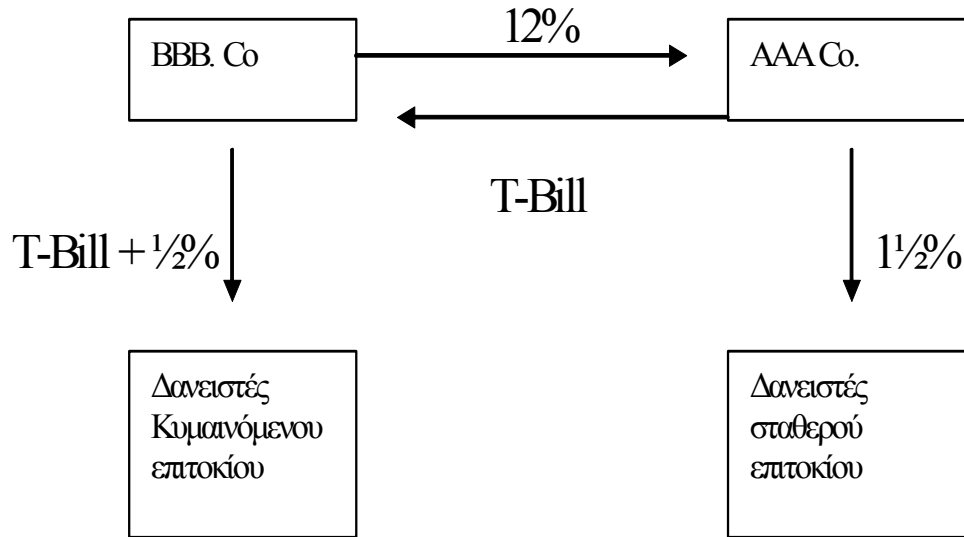 12%
BBB. Co
AAA Co.
T-Bill
T-Bill + ½%
1½%
Δανειστές
Κυμαινόμενου
επιτοκίου
Δανειστές
σταθερού
επιτοκίου